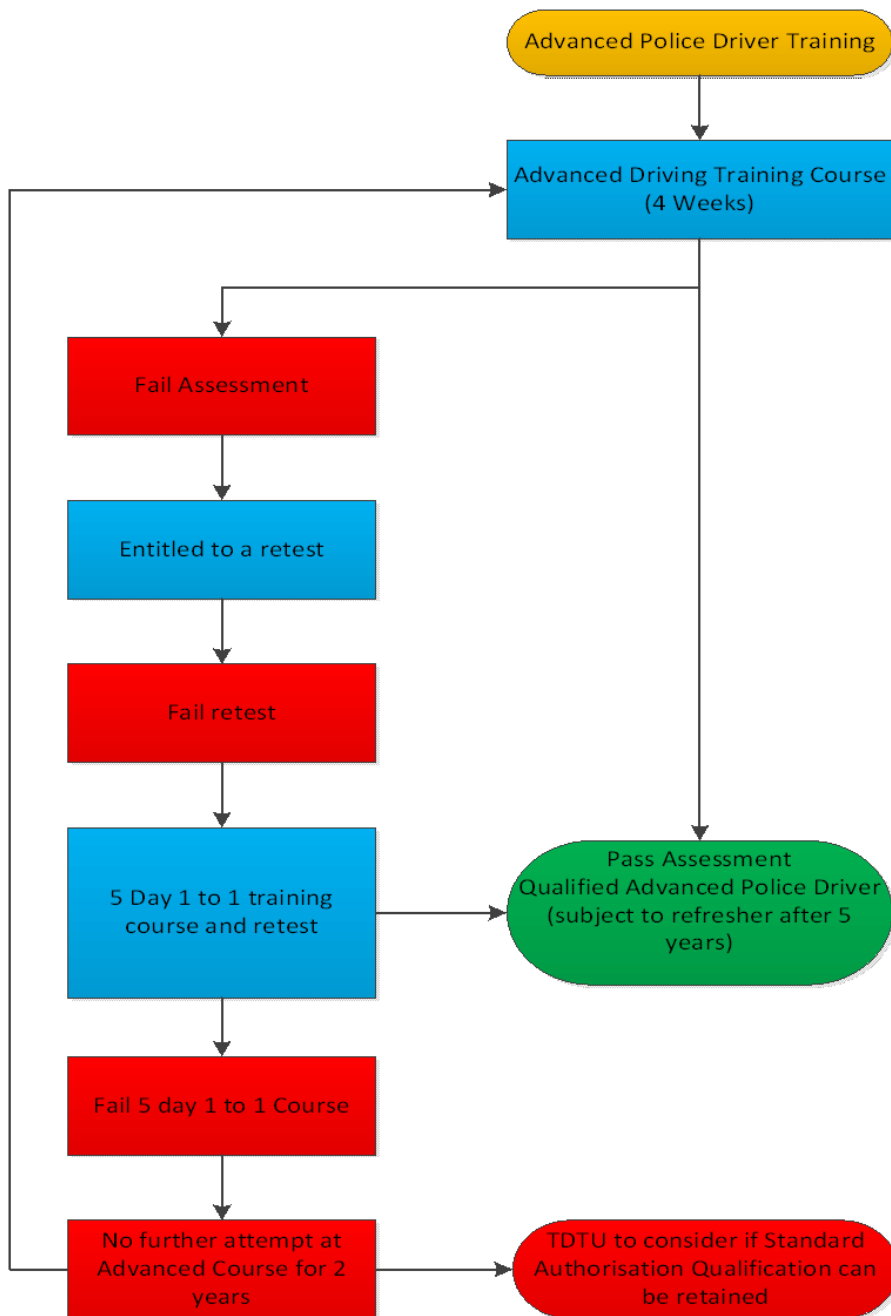 Advanced Police Driver Training
Advanced Driving Training Course
(4 Weeks)
Fail Assessment
Entitled to a retest
Fail retest
5 Day 1 to 1 training
course and retest
Pass Assessment
Qualified Advanced Police Driver
(subject to refresher after 5
years)
Fail 5 day 1 to 1 Course
No further attempt at
Advanced Course for 2
years
TDTU to consider if Standard
Authorisation Qualification can
be retained